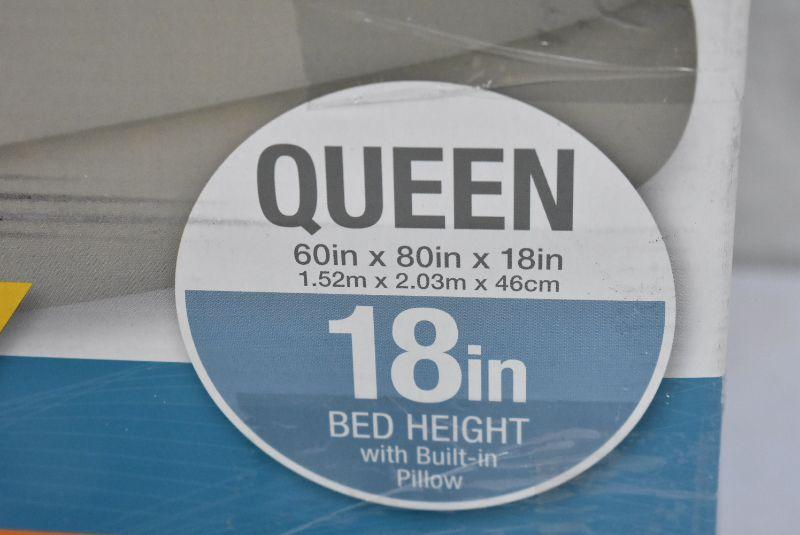 QUEEN
60in x 80in x 18in
1.52m x 2.03m x 46cm
18in
BED HEIGHT
with Built-in
Pillow